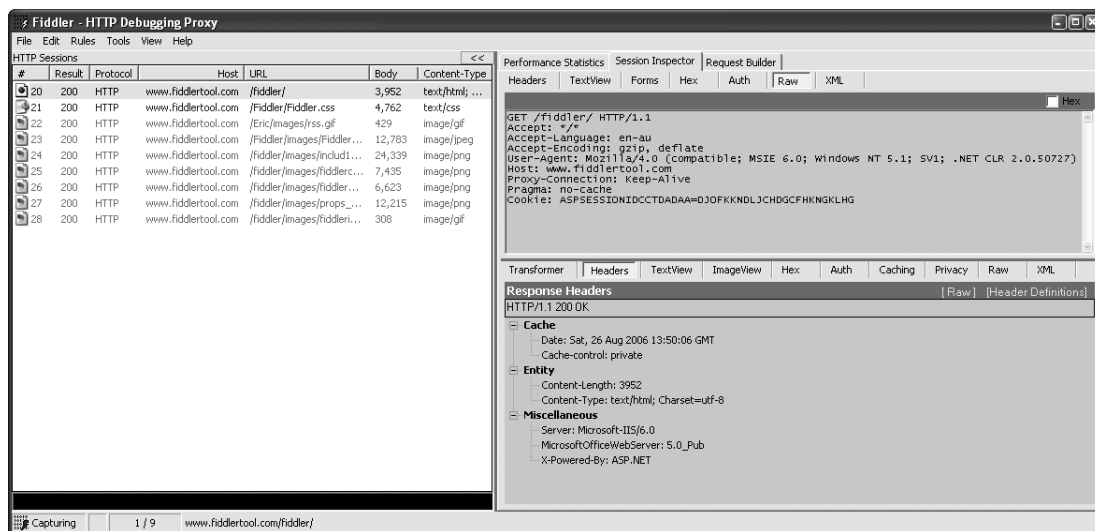 Fiddler - HTTP Debugging Proxy
File Edit Rules Tools View Help
HTTP Sessions <<
# Result Protocol Host URL Body Content-Type
20 200 HTTP www.fiddlertool.com /fiddler/ 3,952 text/html; ...
21 200 HTTP www.fiddlertool.com /Fiddler/Fiddler.css 4,762 text/css
22 200 HTTP www.fiddlertool.com /Eric/images/rss.gif 429 image/gif
23 200 HTTP www.fiddlertool.com /Fiddler/images/Fiddler... 12,783 image/jpeg
24 200 HTTP www.fiddlertool.com /fiddler/images/includ1... 24,339 image/png
25 200 HTTP www.fiddlertool.com /fiddler/images/fiddlerc... 7,435 image/png
26 200 HTTP www.fiddlertool.com /fiddler/images/fiddler... 6,623 image/png
27 200 HTTP www.fiddlertool.com /fiddler/images/props_... 12,215 image/png
28 200 HTTP www.fiddlertool.com /fiddler/images/fiddleri... 308 image/gif
Performance Statistics Session Inspector Request Builder
Headers TextView Forms Hex Auth Raw XML
Hex
GET /fiddler/ HTTP/1.1
Accept: */*
Accept-Language: en-au
Accept-Encoding: gzip, deflate
User-Agent: Mozilla/4.0 (compatible; MSIE 6.0; Windows NT 5.1; SV1; .NET CLR 2.0.50727)
Host: www.fiddlertool.com
Proxy-Connection: Keep-Alive
Pragma: no-cache
Cookie: ASPSESSIONIDCCTDADAA=DJOFKKNDLJCHDGCFHKNGKLHG
Transformer Headers TextView ImageView Hex Auth Caching Privacy Raw XML
Response Headers [Raw] [Header Definitions]
HTTP/1.1 200 OK
Cache
Date: Sat, 26 Aug 2006 13:50:06 GMT
Cache-control: private
Entity
Content-Length: 3952
Content-Type: text/html; Charset=utf-8
Miscellaneous
Server: Microsoft-IIS/6.0
MicrosoftOfficeWebServer: 5.0_Pub
X-Powered-By: ASP.NET
Capturing 1 / 9 www.fiddlertool.com/fiddler/